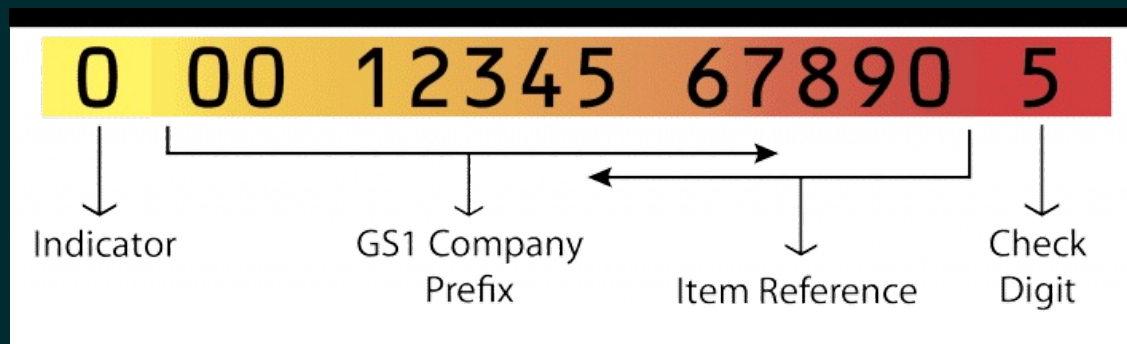 0 00 12345 67890 5
Indicator
GS1 Company
Prefix
Item Reference
Check
Digit